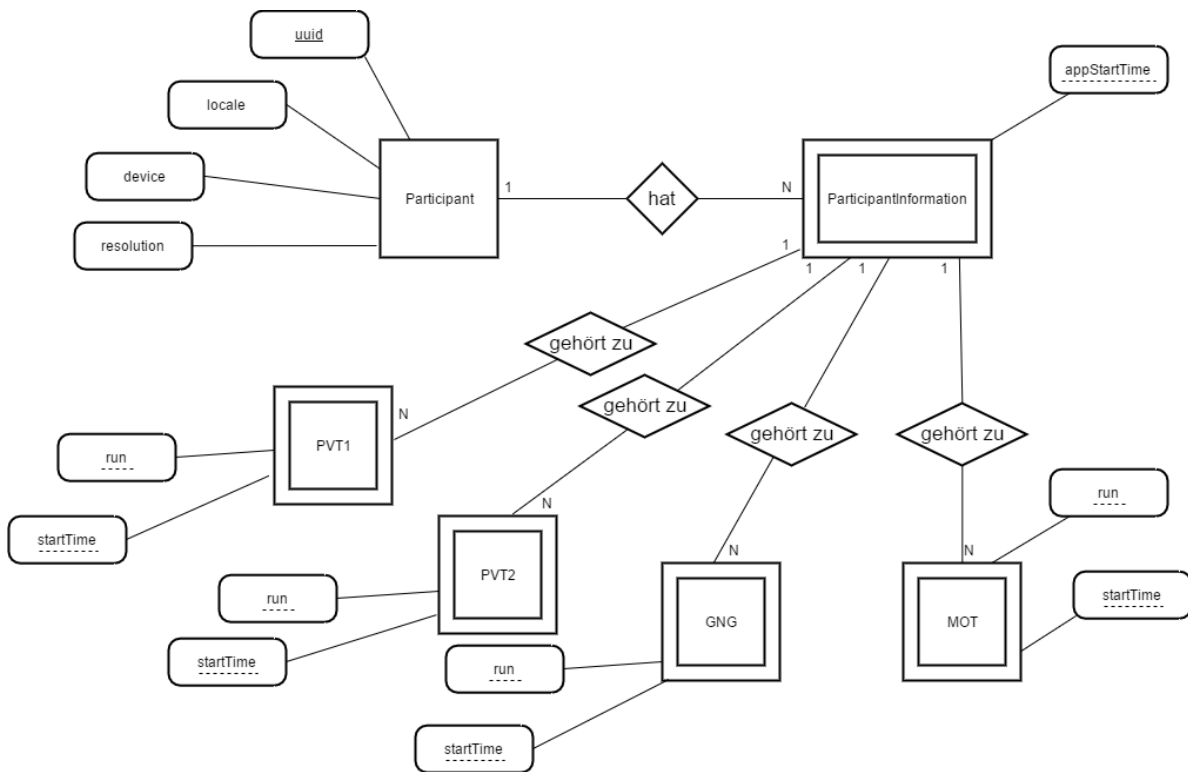 uuid
appStartTime
locale
device
Participant
1
hat
N
ParticipantInformation
resolution
1
1
1
1
gehört zu
gehört zu
N
gehört zu
gehört zu
PVT1
run
run
N
startTime
N
N
PVT2
run
startTime
GNG
MOT
startTime
run
startTime